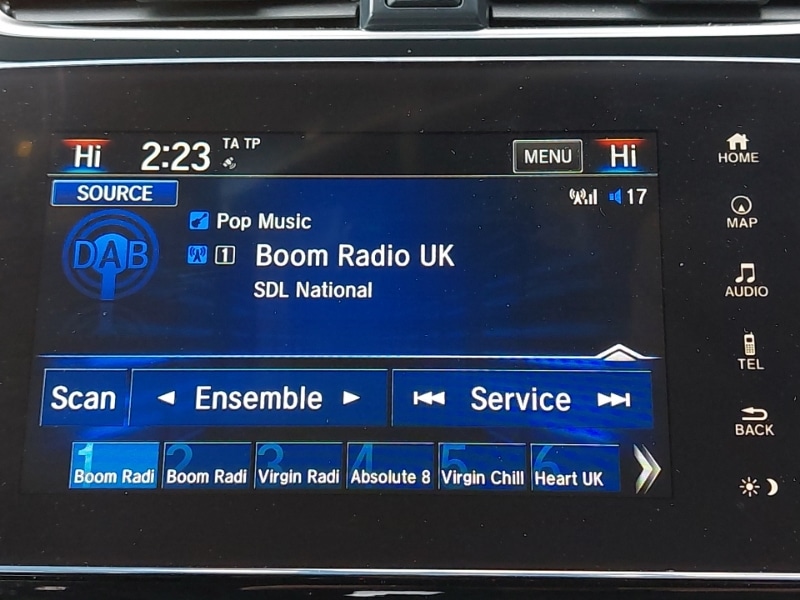 Hi 2:23 TA TP MENU Hi
SOURCE 17
DAB
Pop Music
1 Boom Radio UK
SDL National
Scan Ensemble Service
1 Boom Radi 2 Boom Radi 3 Virgin Radi 4 Absolute 8 5 Virgin Chill 6 Heart UK
HOME
MAP
AUDIO
TEL
BACK